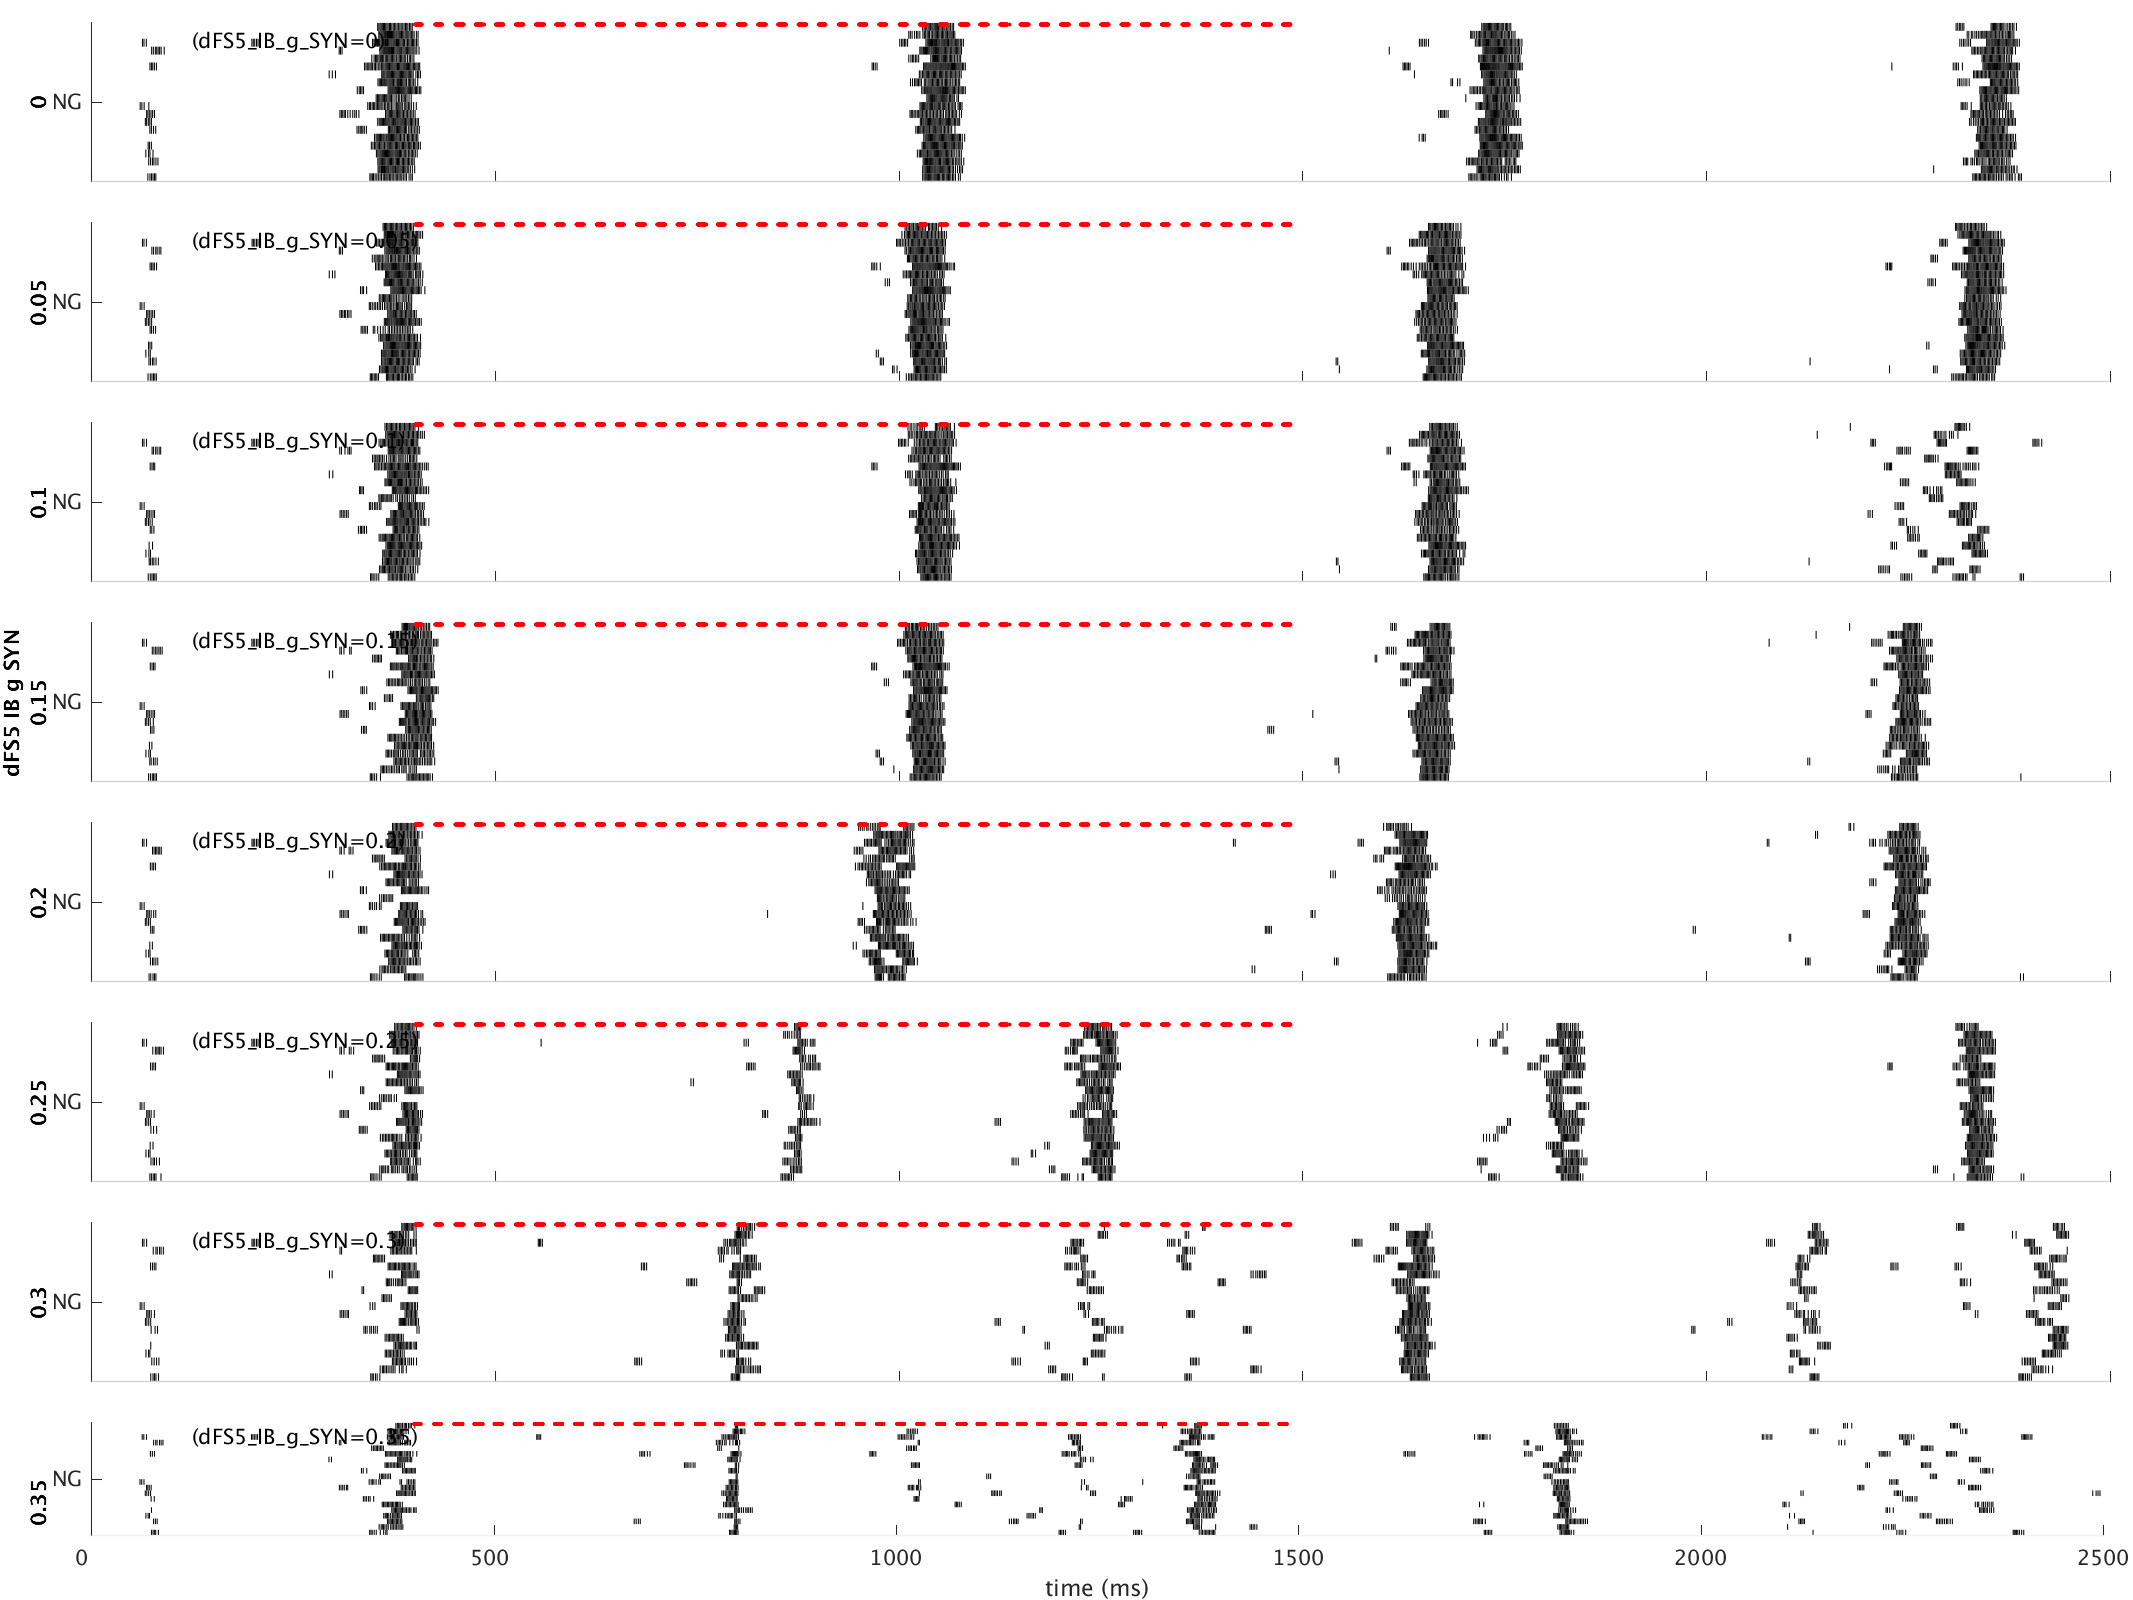 dFS5 IB g SYN
(dFS5_IB_g_SYN=0)
0 NG
(dFS5_IB_g_SYN=0.05)
0.05 NG
(dFS5_IB_g_SYN=0.1)
0.1 NG
(dFS5_IB_g_SYN=0.15)
0.15 NG
(dFS5_IB_g_SYN=0.2)
0.2 NG
(dFS5_IB_g_SYN=0.25)
0.25 NG
(dFS5_IB_g_SYN=0.3)
0.3 NG
(dFS5_IB_g_SYN=0.35)
0.35 NG
0 500 1000 1500 2000 2500
time (ms)